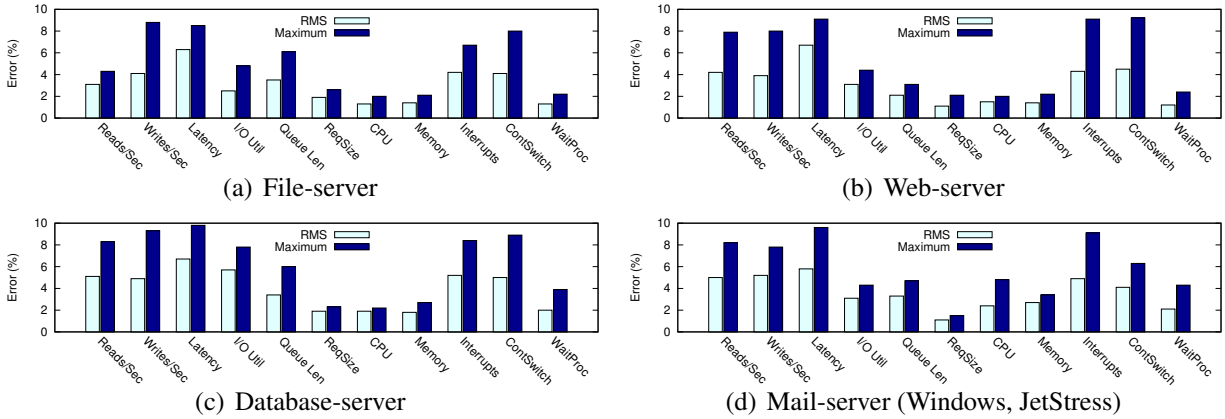 10
8
6
4
2
0
Error (%)
RMS
Maximum
Reads/Sec
Writes/Sec
Latency
I/O Util
Queue Len
ReqSize
CPU
Memory
Interrupts
ContSwitch
WaitProc
(a) File-server
10
8
6
4
2
0
Error (%)
RMS
Maximum
Reads/Sec
Writes/Sec
Latency
I/O Util
Queue Len
ReqSize
CPU
Memory
Interrupts
ContSwitch
WaitProc
(b) Web-server
10
8
6
4
2
0
Error (%)
RMS
Maximum
Reads/Sec
Writes/Sec
Latency
I/O Util
Queue Len
ReqSize
CPU
Memory
Interrupts
ContSwitch
WaitProc
(c) Database-server
10
8
6
4
2
0
Error (%)
RMS
Maximum
Reads/Sec
Writes/Sec
Latency
I/O Util
Queue Len
ReqSize
CPU
Memory
Interrupts
ContSwitch
WaitProc
(d) Mail-server (Windows, JetStress)